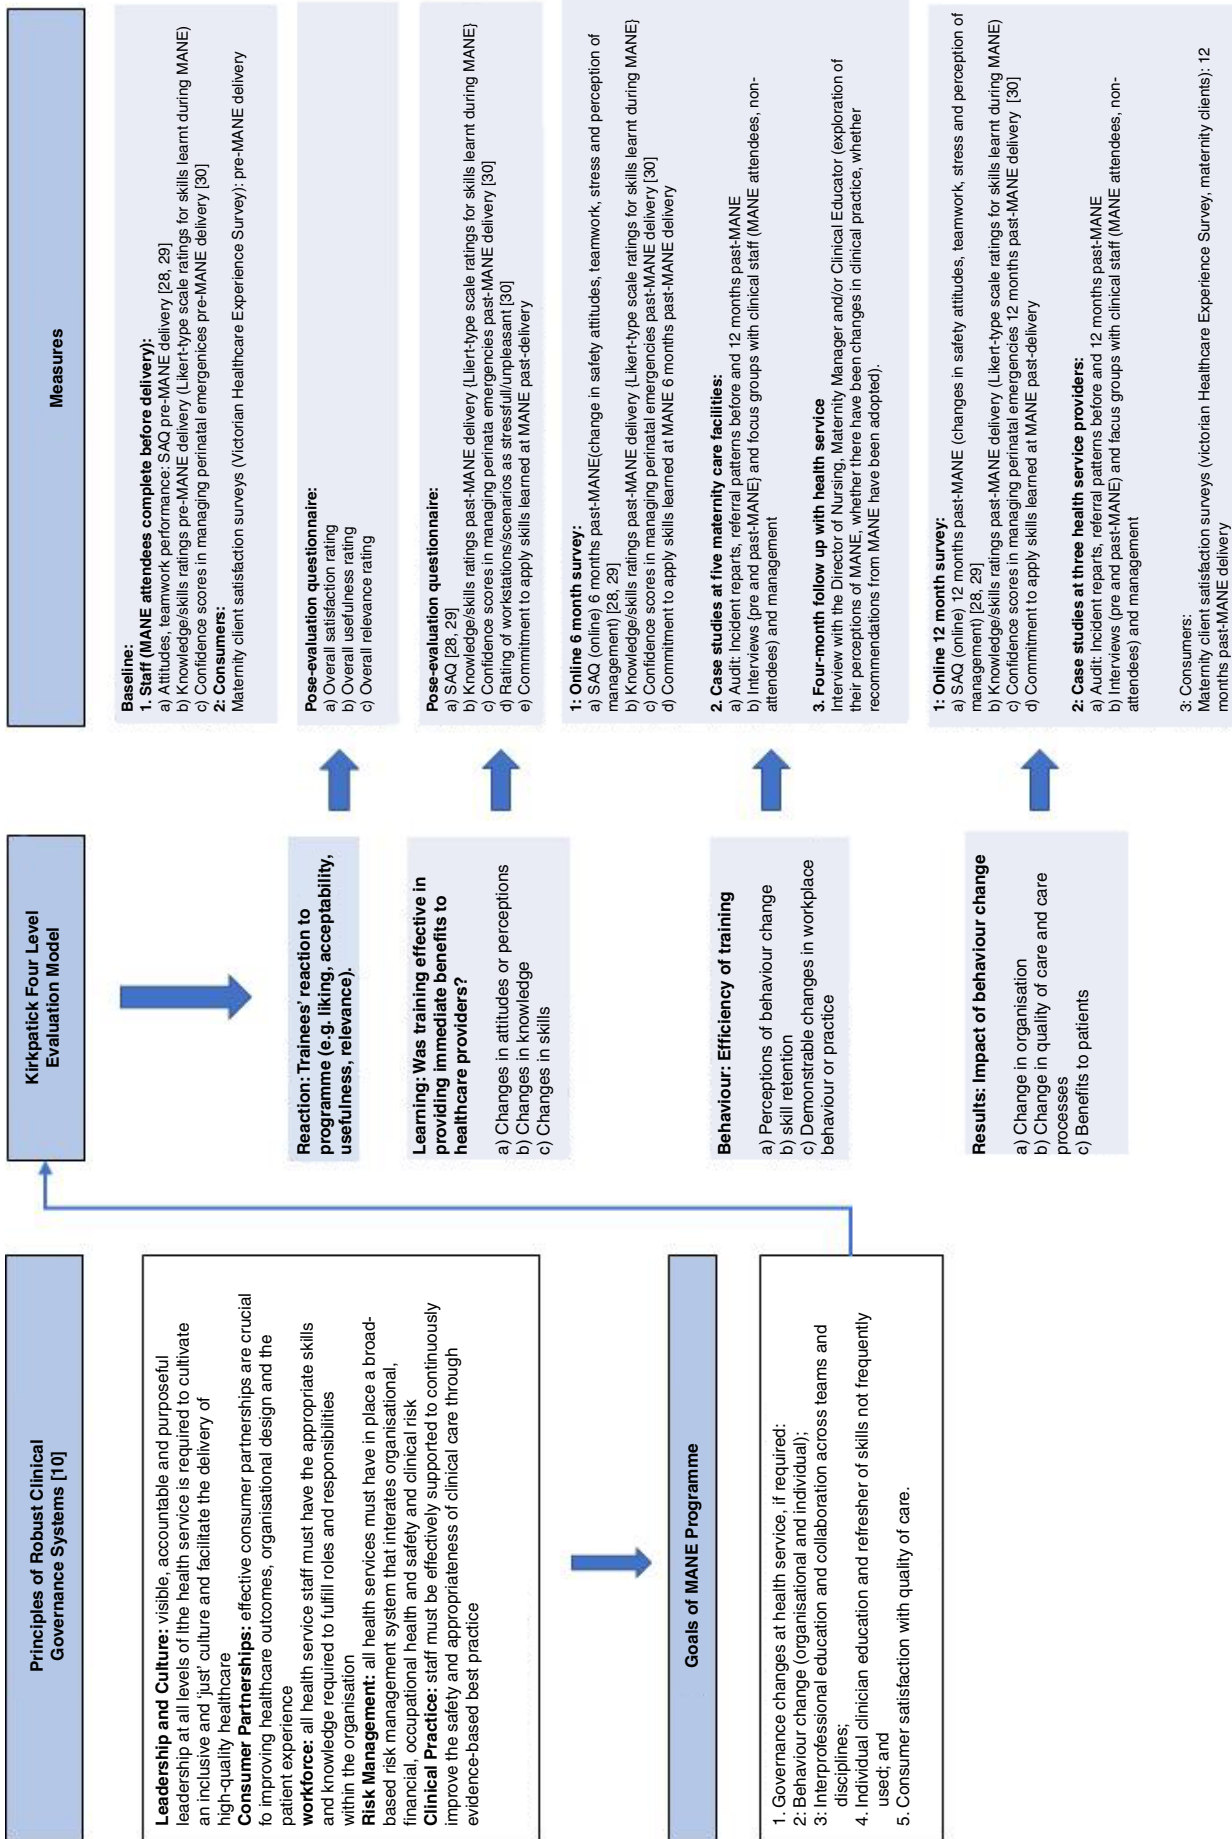 Principles of Robust Clinical
Governance Systems [10]
Leadership and Culture: visible, accountable and purposeful
leadership at all levels of lthe health service is required to cultivate
an inclusive and ‘just’ culture and facilitate the delivery of
high-quality healthcare
Consumer Partnerships: effective consumer partnerships are crucial
fo improving healthcare outcomes, organisational design and the
patient experience
workforce: all health service staff must have the appropriate skills
and knowledge required to fulfill roles and responsibilities
within the organisation
Risk Management: all health services must have in place a broad-
based risk management system that interates organisational,
financial, occupational health and safety and clinical risk
Clinical Practice: staff must be effectively supported to continuously
improve the safety and appropriateness of clinical care through
evidence-based best practice
Goals of MANE Programme
1. Governance changes at health service, if required:
2: Behaviour change (organisational and individual);
3: Interprofessional education and collaboration across teams and
disciplines;
4. Individual clinician education and refresher of skills not frequently
used; and
5. Consumer satisfaction with quality of care.
Kirkpatick Four Level
Evaluation Model
Reaction: Trainees’ reaction to
programme (e.g. liking, acceptability,
usefulness, relevance).
Learning: Was training effective in
providing immediate benefits to
healthcare providers?
a) Changes in attitudes or perceptions
b) Changes in knowledge
c) Changes in skills
Behaviour: Efficiency of training
a) Perceptions of behaviour change
b) skill retention
c) Demonstrable changes in workplace
behaviour or practice
Results: Impact of behaviour change
a) Change in organisation
b) Change in quality of care and care
processes
c) Benefits to patients
Measures
Baseline:
1. Staff (MANE attendees complete before delivery):
a) Attitudes, teamwork performance: SAQ pre-MANE delivery [28, 29]
b) Knowledge/skills ratings pre-MANE delivery (Likert-type scale ratings for skills learnt during MANE)
c) Confidence scores in managing perinatal emergenices pre-MANE delivery [30]
2: Consumers:
Maternity client satisfaction surveys (Victorian Healthcare Experience Survey): pre-MANE delivery
Pose-evaluation questionnaire:
a) Overall satisfaction rating
b) Overall usefulness rating
c) Overall relevance rating
Pose-evaluation questionnaire:
a) SAQ [28, 29]
b) Knowledge/skills ratings past-MANE delivery {Liliert-type scale ratings for skills learnt during MANE}
c) Confidence scores in managing perinata emergencies past-MANE delivery [30]
d) Rating of workstations/scenarios as stressfull/unpleasant [30]
e) Commitment to apply skills learned at MANE past-delivery
1: Online 6 month survey:
a) SAQ (online) 6 months past-MANE(change in safety attitudes, teamwork, stress and perception of
management) [28, 29]
b) Knowledge/skills ratings past-MANE delivery {Likert-type scale ratings for skills learnt during MANE}
c) Confidence scores in managing perinatal emergencies past-MANE delivery [30]
d) Commitment to apply skills learned at MANE 6 months past-MANE delivery
2. Case studies at five maternity care facilities:
a) Audit: Incident reports, referral patterns before and 12 months past-MANE
b) Interviews {pre and past-MANE} and focus groups with clinical staff (MANE attendees, non-
attendees) and management
3. Four-month follow up with health service
Interview with the Director of Nursing, Maternity Manager and/or Clinical Educator (exploration of
their perceptions of MANE, whether there have been changes in clinical practice, whether
recommendations from MANE have been adopted).
1: Online 12 month survey:
a) SAQ (online) 12 months past-MANE (changes in safety attitudes, teamwork, stress and perception of
management) [28, 29]
b) Knowledge/skills ratings past-MANE delivery (Likert-type scale ratings for skills learnt during MANE)
c) Confidence scores in managing perinatal emergencies 12 months past-MANE delivery [30]
d) Commitment to apply skills learned at MANE past-delivery
2: Case studies at three health service providers:
a) Audit: Incident reports, referral patterns before and 12 months past-MANE
b) Interviews (pre and past-MANE) and facus groups with clinical staff (MANE attendees, non-
attendees) and management
3: Consumers:
Maternity client satisfaction surveys (victorian Healthcare Experience Survey, maternity clients): 12
months past-MANE delivery